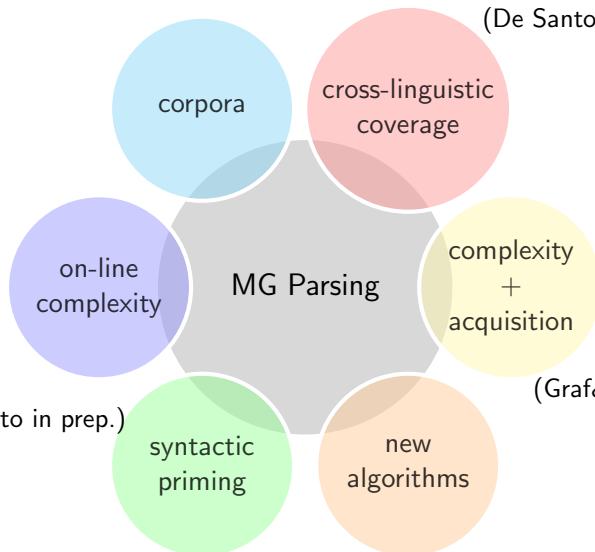 (De Santo
corpora
cross-linguistic
coverage
on-line
complexity
MG Parsing
complexity
+
acquisition
(Graf
to in prep.)
syntactic
priming
new
algorithms